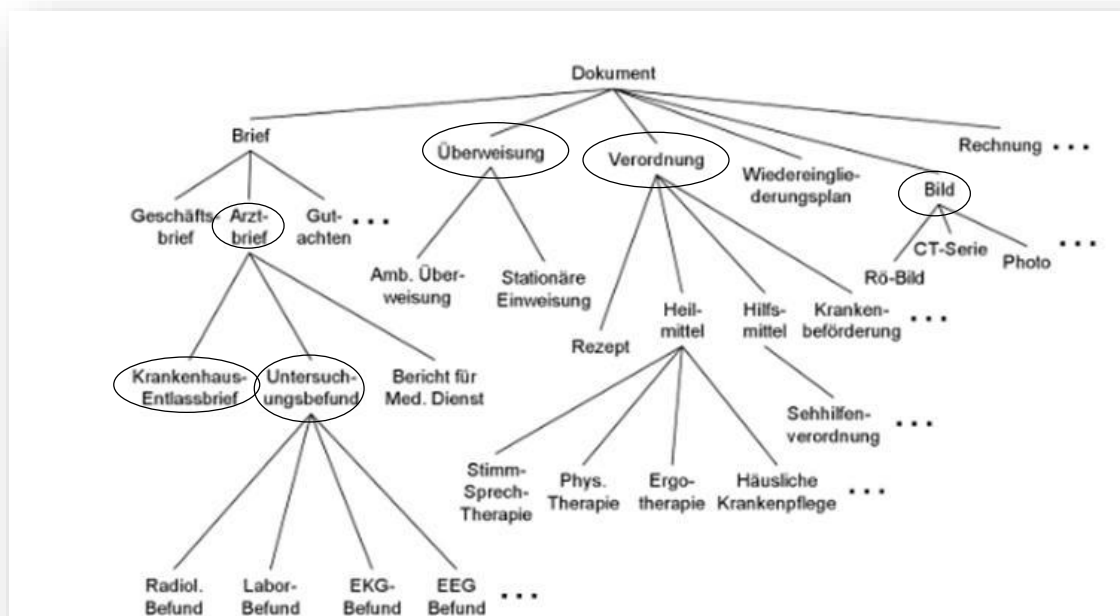 Dokument
Brief
Überweisung
Verordnung
Wiedereinglie-
derungsplan
Bild
Rechnung ...
Geschäfts-
brief
Arzt-
brief
Gut-
achten ...
Amb. Über-
weisung
Stationäre
Einweisung
Rezept
Heil-
mittel
Hilfs-
mittel
Kranken-
beförderung ...
Rö-Bild
CT-Serie
Photo ...
Krankenhaus-
Entlassbrief
Untersuch-
ungsbefund
Bericht für
Med. Dienst
Sehhilfen-
verordnung ...
Stimm-
Sprech-
Therapie
Phys.
Therapie
Ergo-
therapie
Häusliche
Krankenpflege ...
Radiol.
Befund
Labor-
Befund
EKG-
Befund
EEG
Befund ...